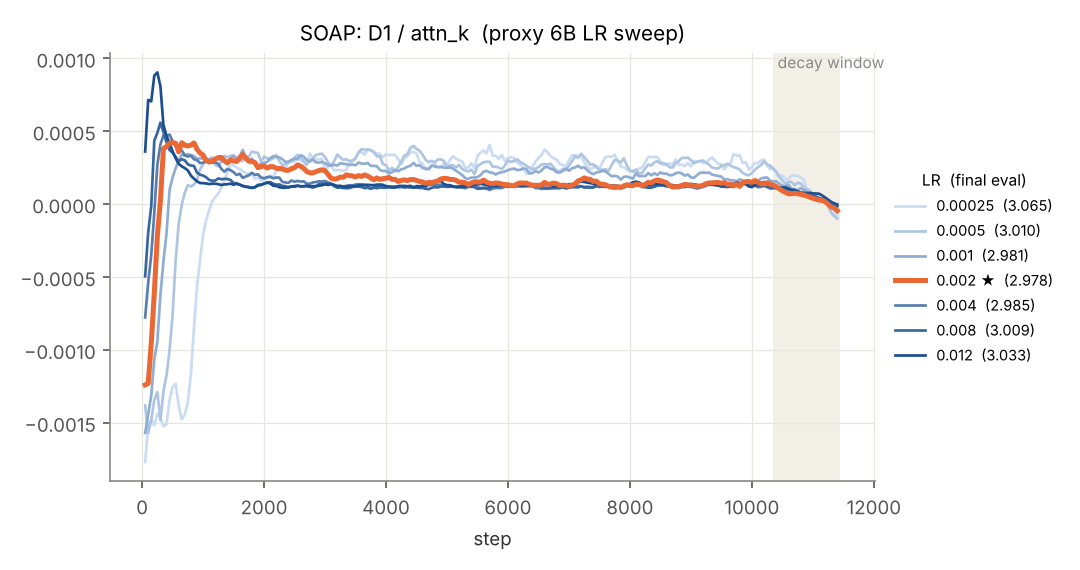 SOAP: D1 / attn_k  (proxy 6B LR sweep)
decay window
0.0010
0.0005
0.0000
−0.0005
−0.0010
−0.0015
0 2000 4000 6000 8000 10000 12000
step
LR  (final eval)
0.00025  (3.065)
0.0005  (3.010)
0.001  (2.981)
0.002 ★  (2.978)
0.004  (2.985)
0.008  (3.009)
0.012  (3.033)